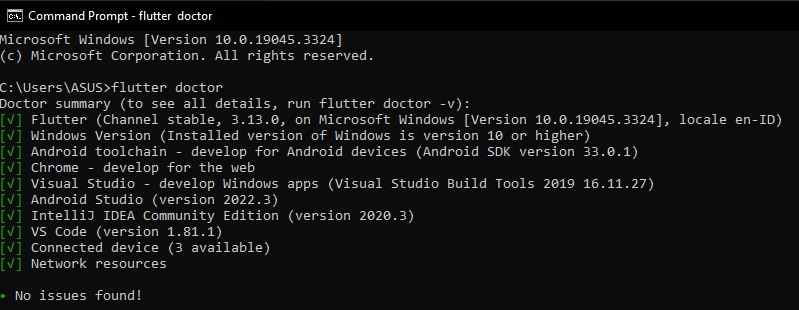 Command Prompt - flutter doctor
Microsoft Windows [Version 10.0.19045.3324]
(c) Microsoft Corporation. All rights reserved.
C:\Users\ASUS>flutter doctor
Doctor summary (to see all details, run flutter doctor -v):
[√] Flutter (Channel stable, 3.13.0, on Microsoft Windows [Version 10.0.19045.3324], locale en-ID)
[√] Windows Version (Installed version of Windows is version 10 or higher)
[√] Android toolchain - develop for Android devices (Android SDK version 33.0.1)
[√] Chrome - develop for the web
[√] Visual Studio - develop Windows apps (Visual Studio Build Tools 2019 16.11.27)
[√] Android Studio (version 2022.3)
[√] IntelliJ IDEA Community Edition (version 2020.3)
[√] VS Code (version 1.81.1)
[√] Connected device (3 available)
[√] Network resources
• No issues found!